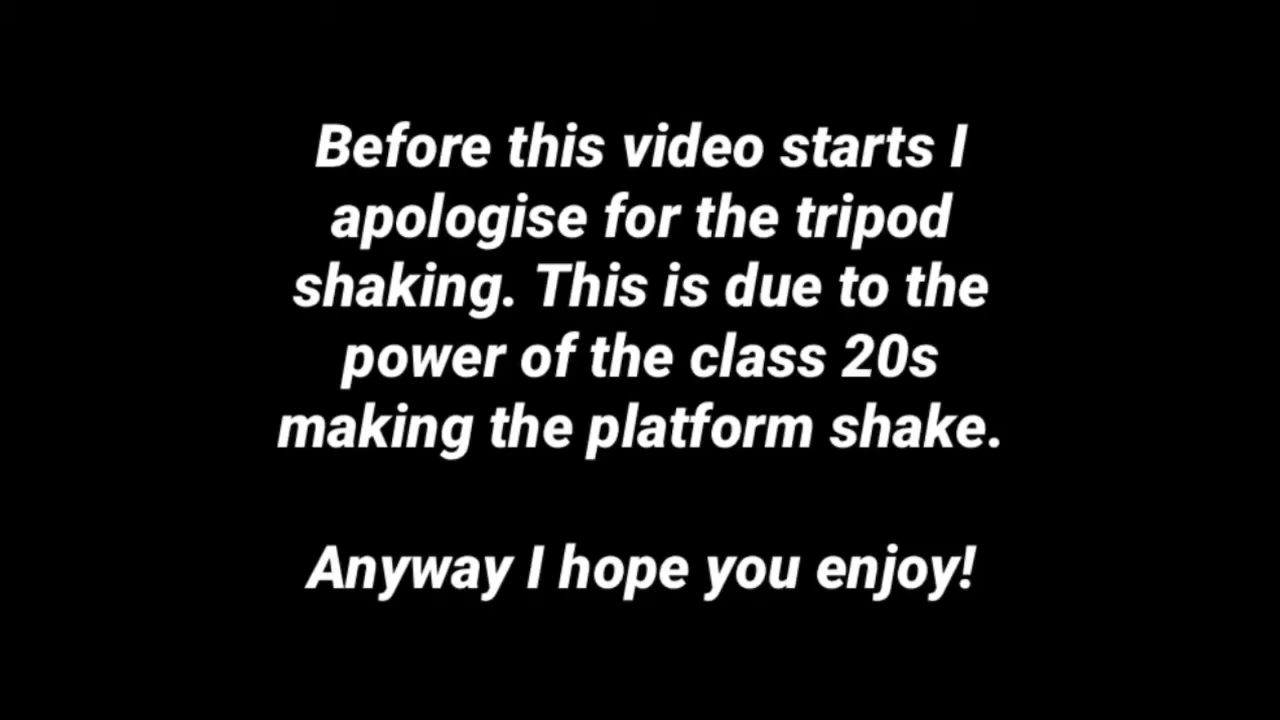 Before this video starts I
apologise for the tripod
shaking. This is due to the
power of the class 20s
making the platform shake.
Anyway I hope you enjoy!